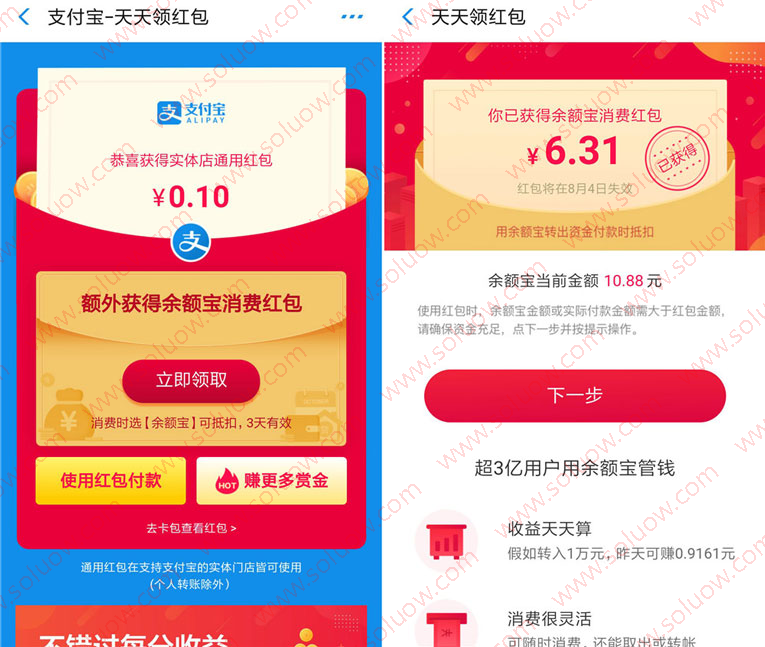 支付宝-天天领红包
支付宝
ALIPAY
恭喜获得实体店通用红包
¥0.10
支
额外获得余额宝消费红包
立即领取
¥
消费时选【余额宝】可抵扣，3天有效
使用红包付款
HOT 赚更多赏金
去卡包查看红包 >
通用红包在支持支付宝的实体门店皆可使用
(个人转账除外)
不错过每分收益
天天领红包
你已获得余额宝消费红包
¥6.31
已获得
红包将在8月4日失效
用余额宝转出资金付款时抵扣
余额宝当前金额 10.88 元
使用红包时，余额宝金额或实际付款金额需大于红包金额，
请确保资金充足，点下一步并按提示操作。
下一步
超3亿用户用余额宝管钱
收益天天算
假如转入1万元，昨天可赚0.9161元
消费很灵活
可随时消费，还能取出或转帐
www.soluow.com